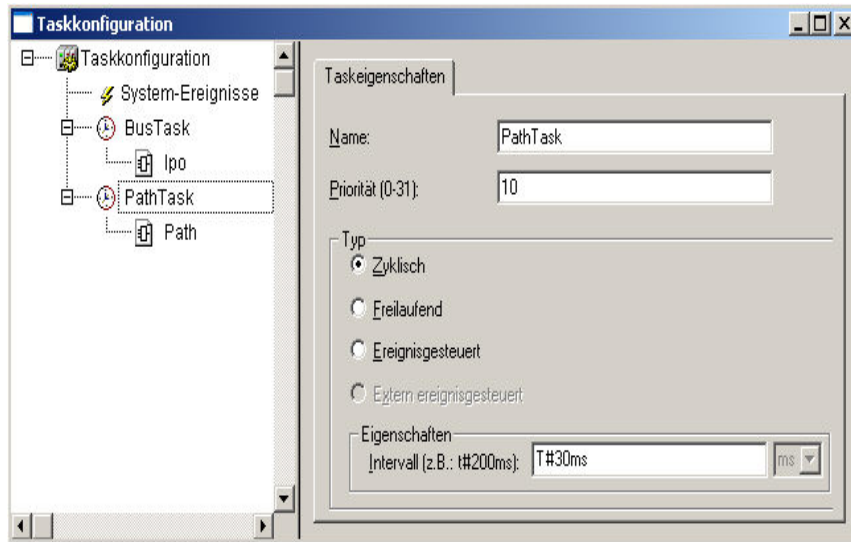 Taskkonfiguration
Taskkonfiguration
System-Ereignisse
BusTask
Ipo
PathTask
Path
Taskeigenschaften
Name: PathTask
Priorität (0-31): 10
Typ
Zyklisch
Freilaufend
Ereignisgesteuert
Extern ereignisgesteuert
Eigenschaften
Intervall (z.B.: t#200ms): T#30ms ms